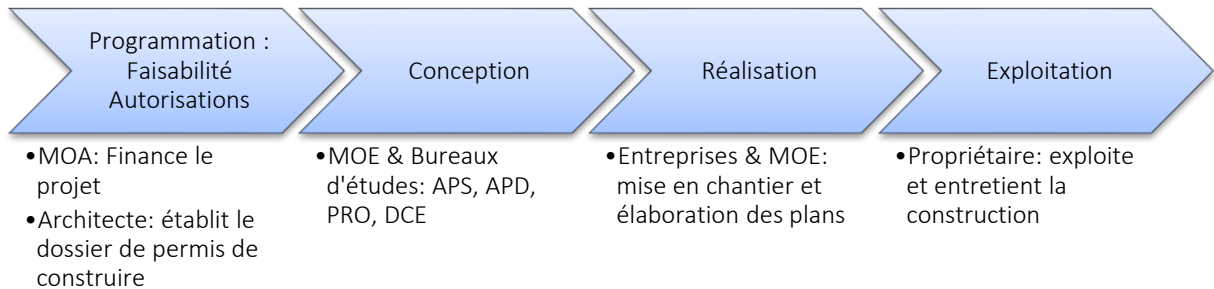 Programmation :
Faisabilité
Autorisations
Conception
Réalisation
Exploitation
•MOA: Finance le
projet
•Architecte: établit le
dossier de permis de
construire
•MOE & Bureaux
d'études: APS, APD,
PRO, DCE
•Entreprises & MOE:
mise en chantier et
élaboration des plans
•Propriétaire: exploite
et entretient la
construction